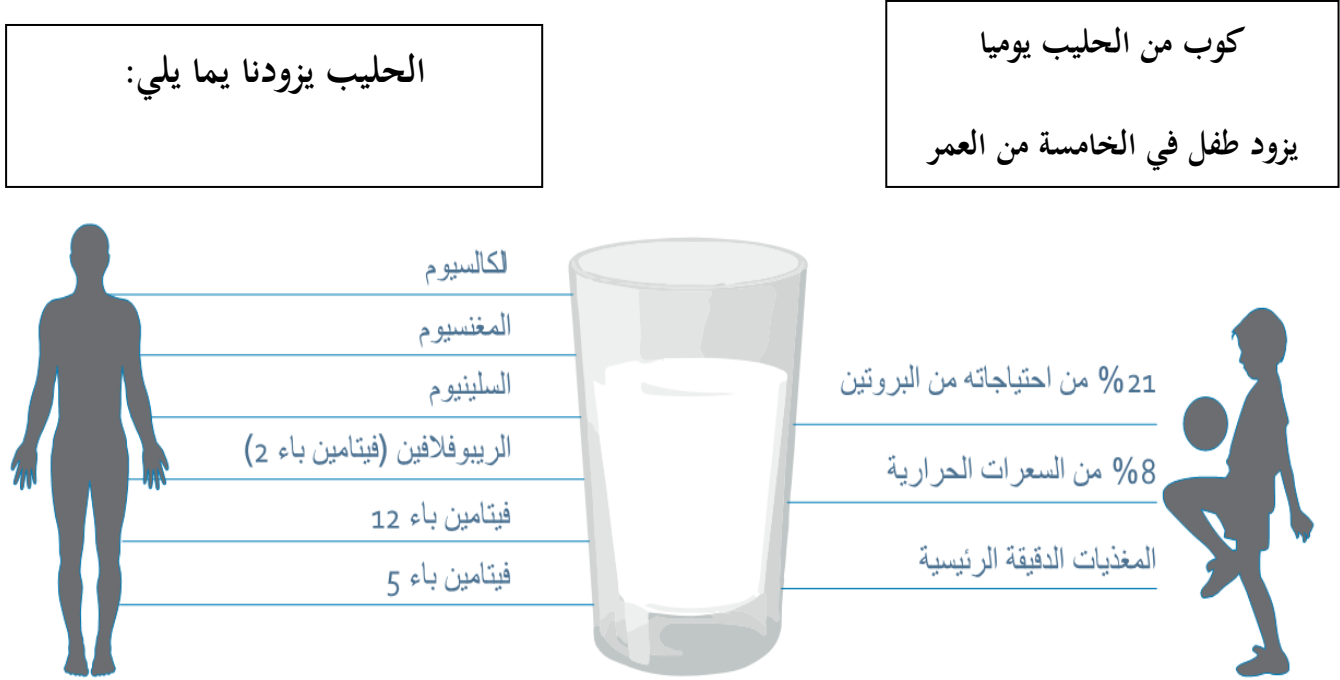 كوب من الحليب يوميا
يزود طفل في الخامسة من العمر
%21 من احتياجاته من البروتين
%8 من السعرات الحرارية
المغذيات الدقيقة الرئيسية
الحليب يزودنا يما يلي:
لكالسيوم
المغنسيوم
السلينيوم
الريبوفلافين (فيتامين باء 2)
فيتامين باء 12
فيتامين باء 5